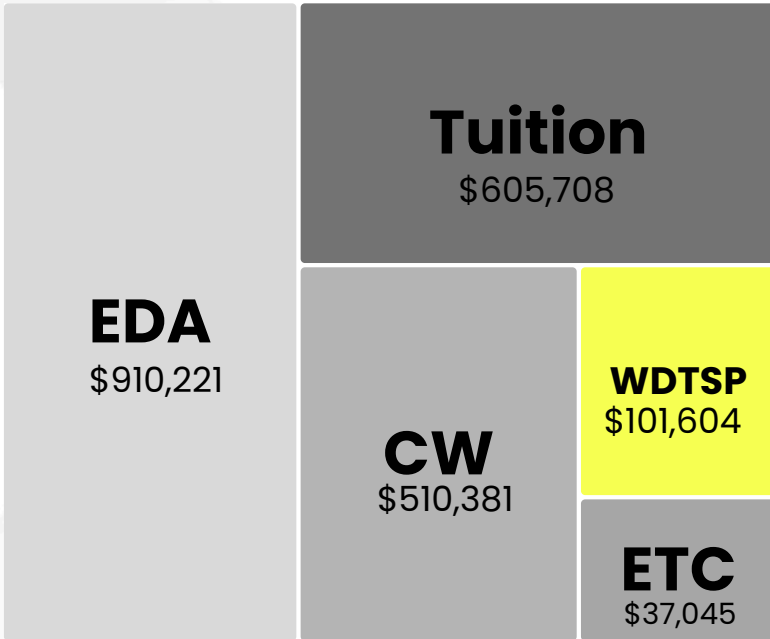 Tuition
$605,708
EDA
$910,221
WDTSP
$101,604
CW
$510,381
ETC
$37,045